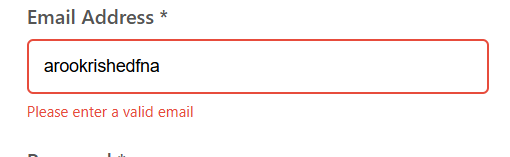 Email Address *
arookrishedfna
Please enter a valid email